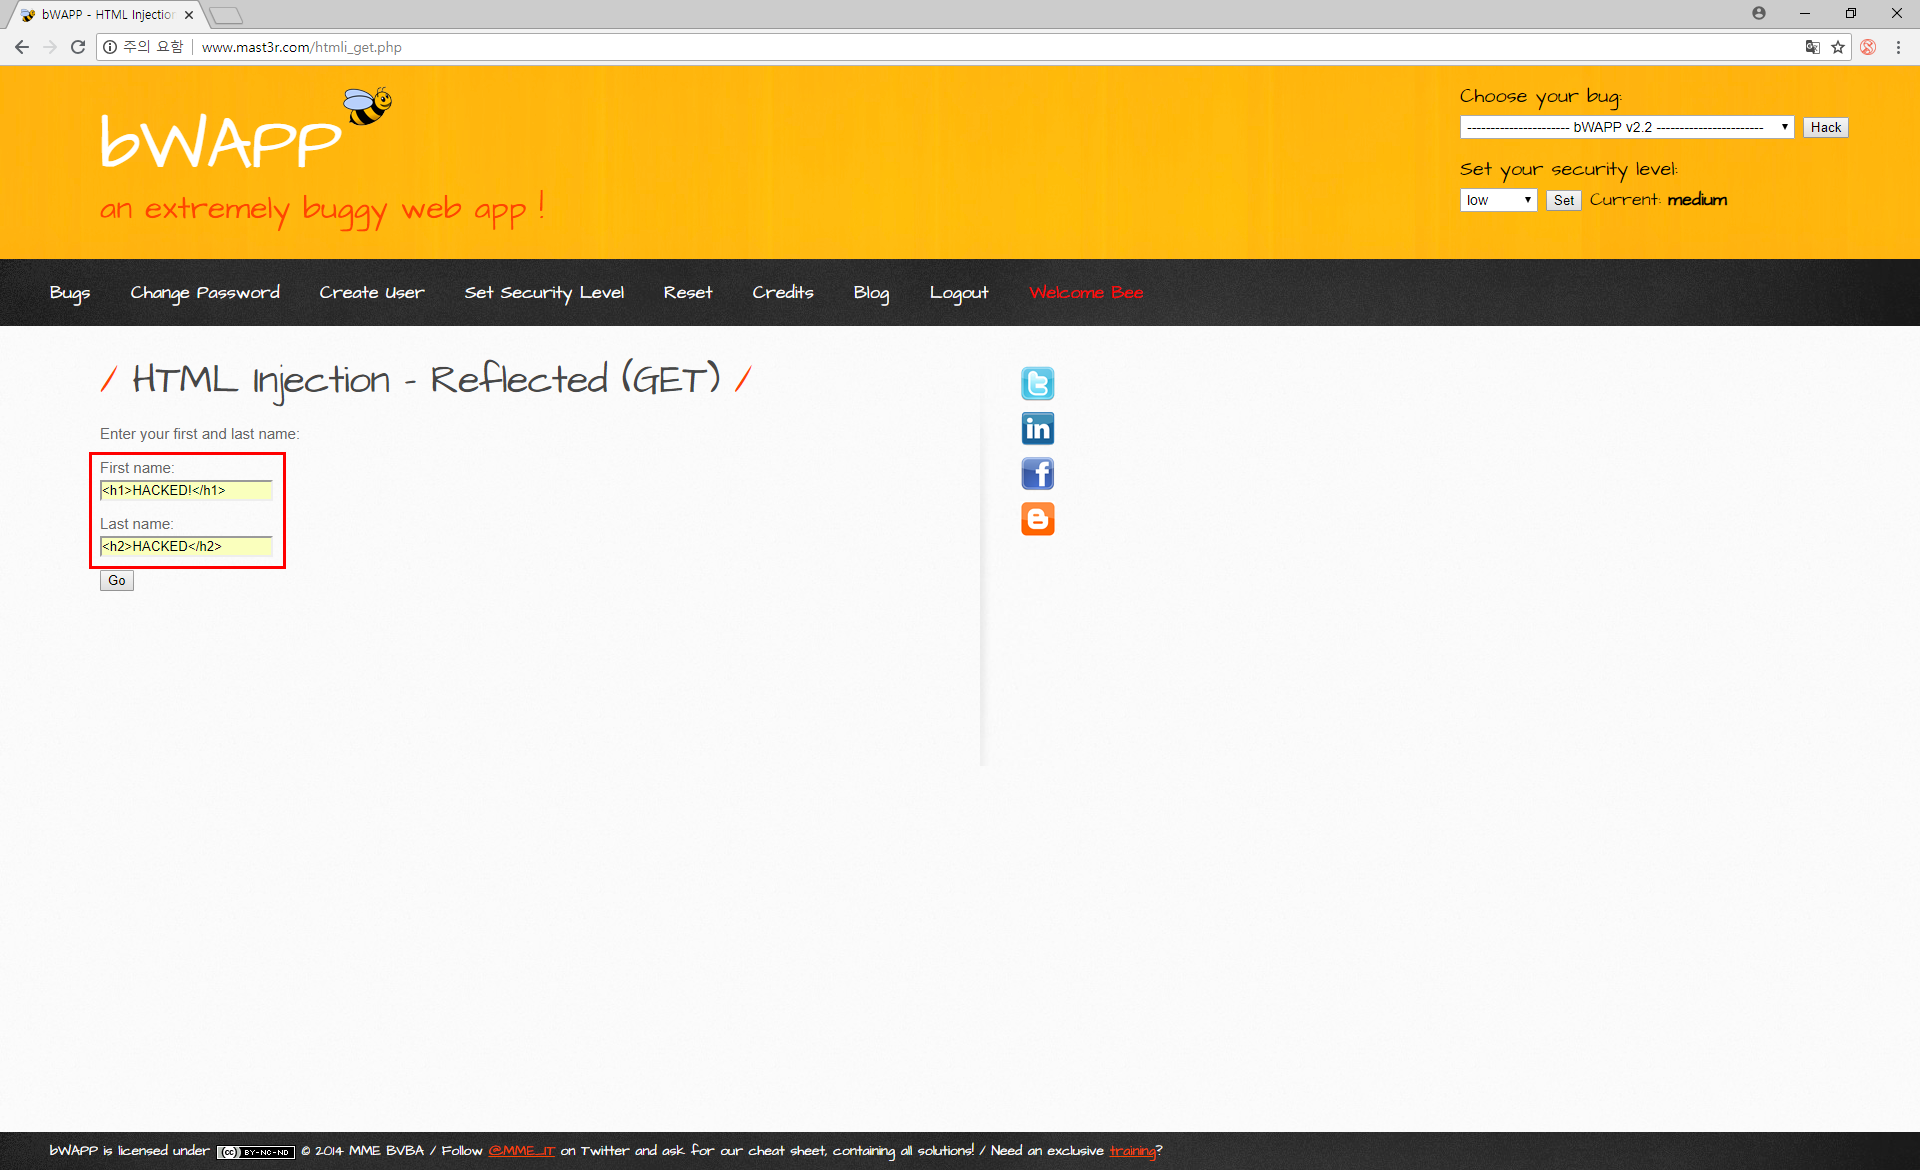 bWAPP - HTML Injection
주의 요함 www.mast3r.com/htmli_get.php
bWAPP
an extremely buggy web app !
Choose your bug:
---------------------- bWAPP v2.2 ----------------------- Hack
Set your security level:
low Set Current: medium
Bugs Change Password Create User Set Security Level Reset Credits Blog Logout Welcome Bee
/ HTML Injection - Reflected (GET) /
Enter your first and last name:
First name:
<h1>HACKED!</h1>
Last name:
<h2>HACKED</h2>
Go
bWAPP is licensed under (cc) BY-NC-ND © 2014 MME BVBA / Follow @MME_IT on Twitter and ask for our cheat sheet, containing all solutions! / Need an exclusive training?